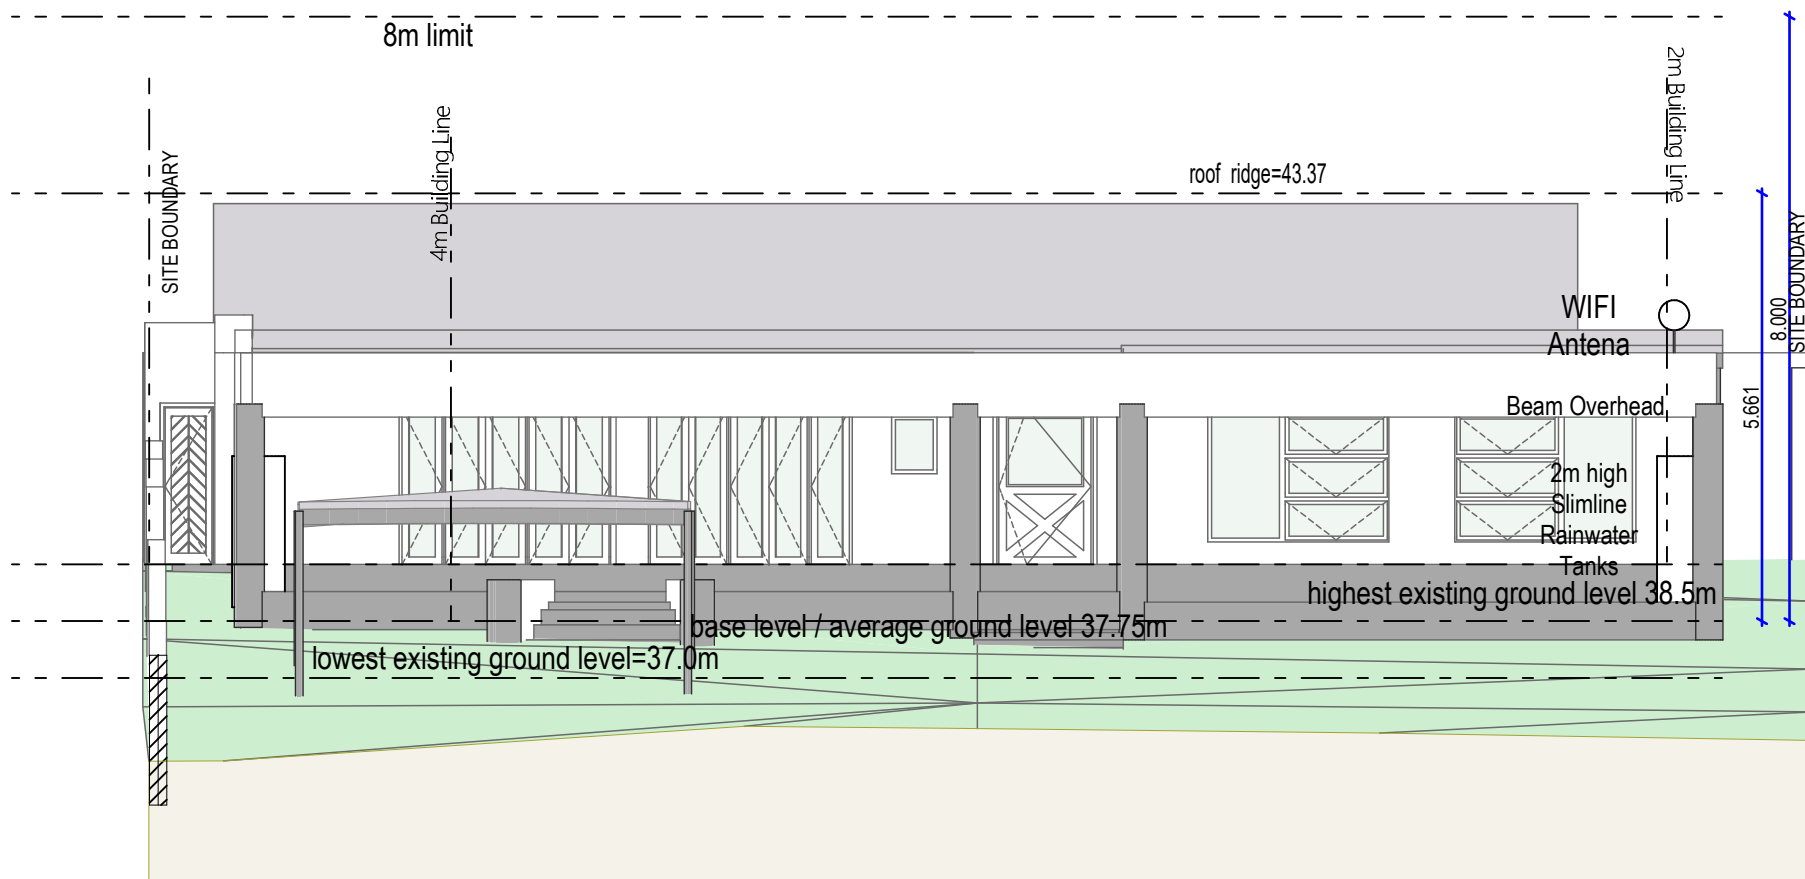 8m limit
2m Building Line
4m Building Line
SITE BOUNDARY
roof ridge=43.37
SITE BOUNDARY
8.000
WIFI
Antena
5.661
Beam Overhead
2m high
Slimline
Rainwater
Tanks
highest existing ground level 38.5m
base level / average ground level 37.75m
lowest existing ground level=37.0m